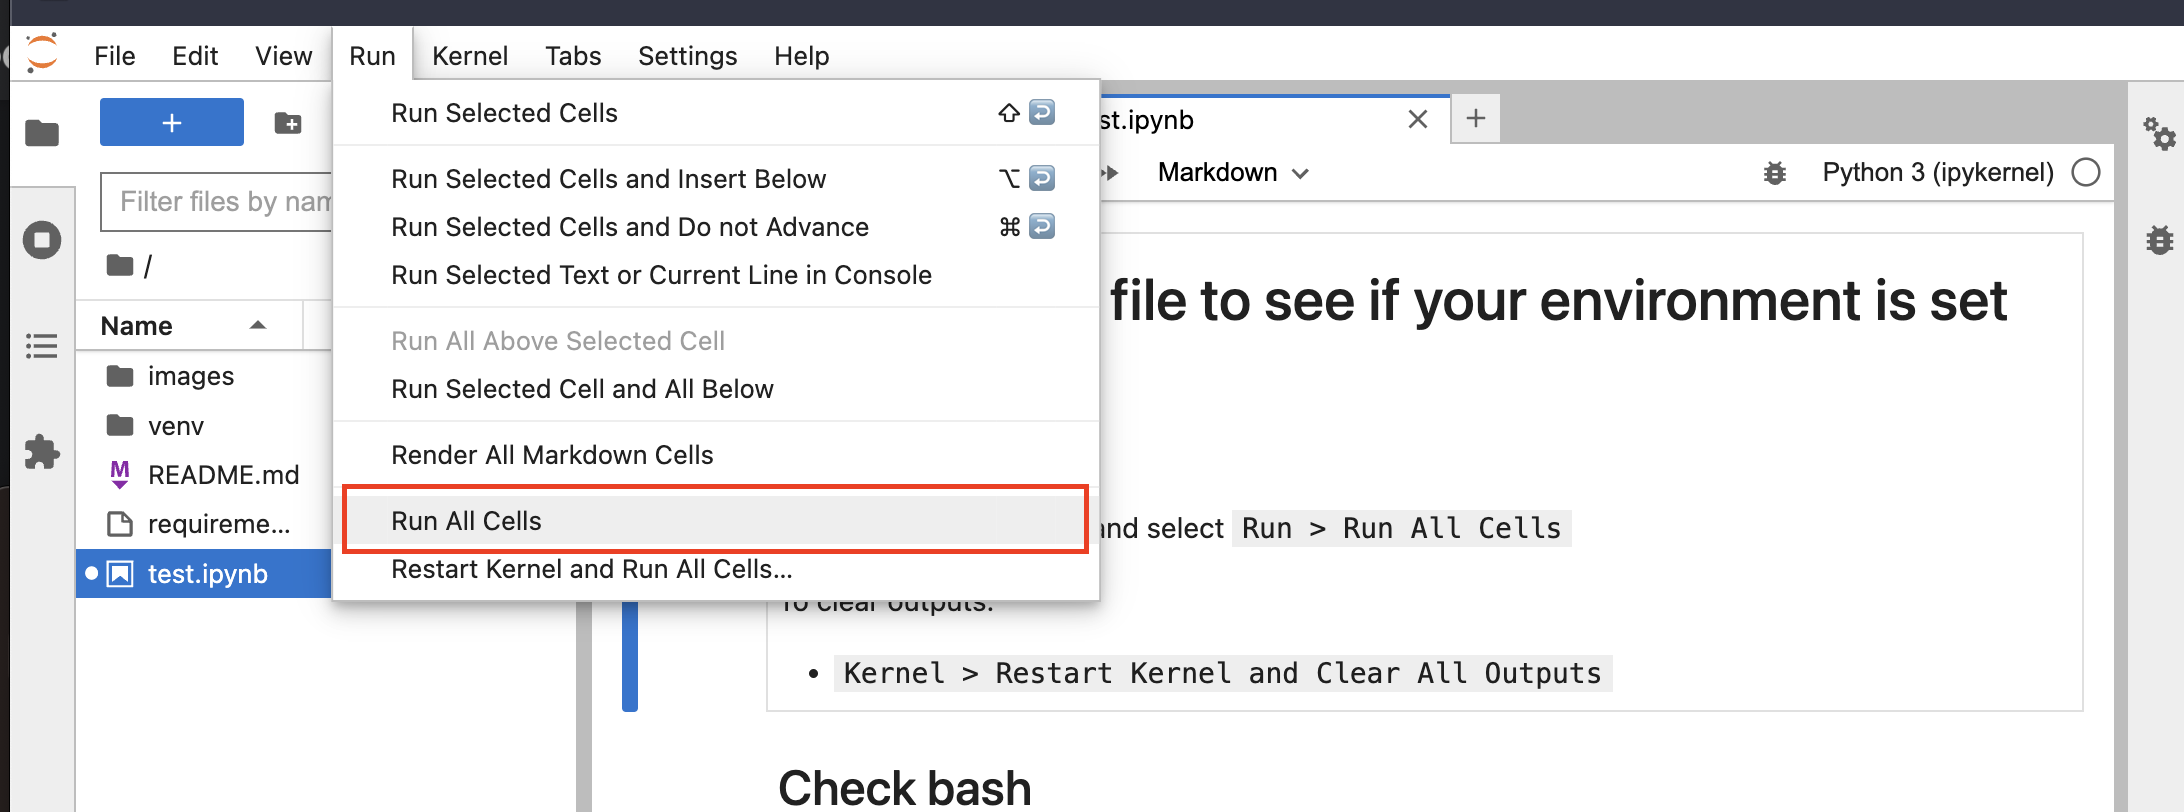 File Edit View Run Kernel Tabs Settings Help
+
Filter files by nam
/
Name
images
venv
README.md
requireme...
test.ipynb
Run Selected Cells ⇧ ↩
Run Selected Cells and Insert Below ⌥ ↩
Run Selected Cells and Do not Advance ⌘ ↩
Run Selected Text or Current Line in Console
Run All Above Selected Cell
Run Selected Cell and All Below
Render All Markdown Cells
Run All Cells
Restart Kernel and Run All Cells...
st.ipynb
Markdown Python 3 (ipykernel)
file to see if your environment is set
and select Run > Run All Cells
To clear outputs:
• Kernel > Restart Kernel and Clear All Outputs
Check bash